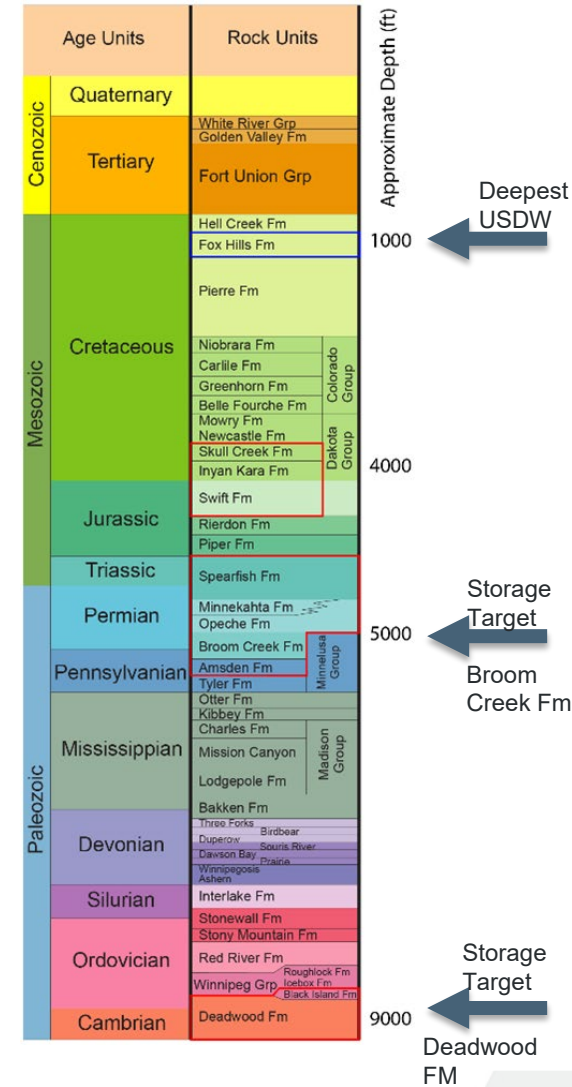 Age Units
Rock Units
Approximate Depth (ft)
Cenozoic
Quaternary
Tertiary
White River Grp
Golden Valley Fm
Fort Union Grp
Mesozoic
Cretaceous
Hell Creek Fm
Fox Hills Fm
1000
Deepest
USDW
Pierre Fm
Niobrara Fm
Carlile Fm
Greenhorn Fm
Belle Fourche Fm
Colorado
Group
Mowry Fm
Newcastle Fm
Skull Creek Fm
Inyan Kara Fm
Dakota
Group
4000
Jurassic
Swift Fm
Rierdon Fm
Piper Fm
Triassic
Spearfish Fm
Paleozoic
Permian
Minnekahta Fm
Opeche Fm
Broom Creek Fm
5000
Storage
Target
Broom
Creek Fm
Pennsylvanian
Amsden Fm
Tyler Fm
Minnelusa
Group
Mississippian
Otter Fm
Kibbey Fm
Charles Fm
Mission Canyon
Lodgepole Fm
Madison
Group
Bakken Fm
Devonian
Three Forks
Birdbear
Duperow
Souris River
Dawson Bay
Prairie
Winnipegosis
Ashern
Silurian
Interlake Fm
Ordovician
Stonewall Fm
Stony Mountain Fm
Red River Fm
Winnipeg Grp
Roughlock Fm
Icebox Fm
Black Island Fm
Cambrian
Deadwood Fm
9000
Storage
Target
Deadwood
FM